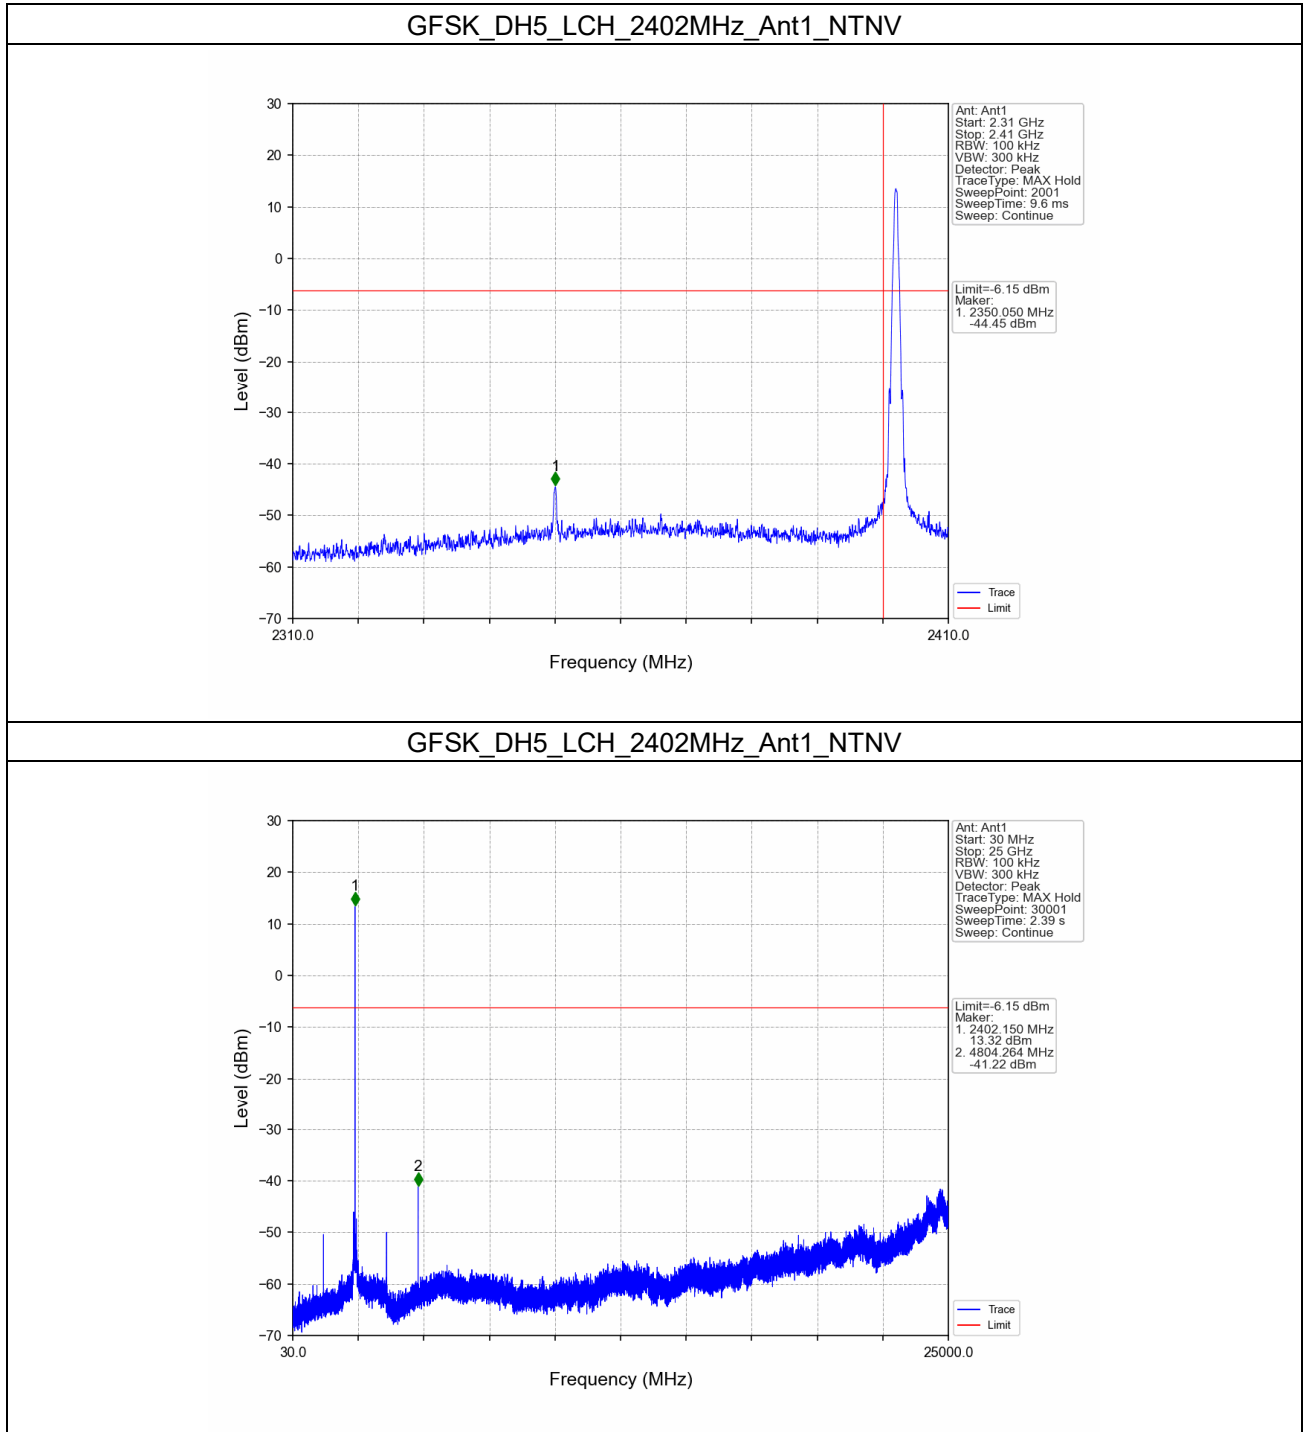 GFSK_DH5_LCH_2402MHz_Ant1_NTNV
30
20
10
0
−10
−20
−30
−40
−50
−60
−70
Level (dBm)
1
2310.0
2410.0
Frequency (MHz)
Ant: Ant1
Start: 2.31 GHz
Stop: 2.41 GHz
RBW: 100 kHz
VBW: 300 kHz
Detector: Peak
TraceType: MAX Hold
SweepPoint: 2001
SweepTime: 9.6 ms
Sweep: Continue
Limit=-6.15 dBm
Maker:
1. 2350.050 MHz
-44.45 dBm
Trace
Limit
GFSK_DH5_LCH_2402MHz_Ant1_NTNV
30
20
10
0
−10
−20
−30
−40
−50
−60
−70
Level (dBm)
1
2
30.0
25000.0
Frequency (MHz)
Ant: Ant1
Start: 30 MHz
Stop: 25 GHz
RBW: 100 kHz
VBW: 300 kHz
Detector: Peak
TraceType: MAX Hold
SweepPoint: 30001
SweepTime: 2.39 s
Sweep: Continue
Limit=-6.15 dBm
Maker:
1. 2402.150 MHz
13.32 dBm
2. 4804.264 MHz
-41.22 dBm
Trace
Limit